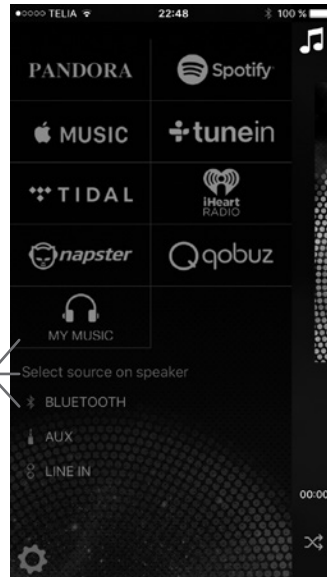 TELIA 22:48 100 %
PANDORA Spotify
MUSIC tunein
TIDAL iHeart RADIO
napster qobuz
MY MUSIC
Select source on speaker
BLUETOOTH
AUX
LINE IN
00:00